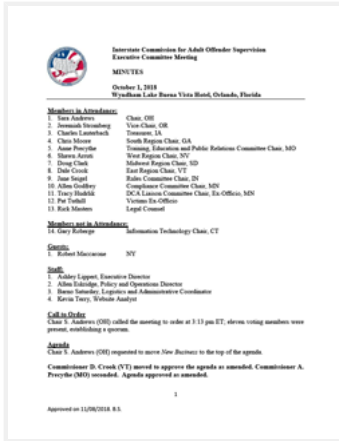 Interstate Commission for Adult Offender Supervision
Executive Committee Meeting
MINUTES
October 1, 2018
Wyndham Lake Buena Vista Hotel, Orlando, Florida
Members in Attendance:
1. Sara Andrews Chair, OH
2. Jeremiah Stromberg Vice-Chair, OR
3. Charles Lauterbach Treasurer, IA
4. Chris Moore South Region Chair, GA
5. Anne Precythe Training, Education and Public Relations Committee Chair, MO
6. Shawn Arruti West Region Chair, NV
7. Doug Clark Midwest Region Chair, SD
8. Dale Crook East Region Chair, VT
9. Jane Seigel Rules Committee Chair, IN
10. Allen Godfrey Compliance Committee Chair, MN
11. Tracy Hudrlik DCA Liaison Committee Chair, Ex-Officio, MN
12. Pat Tuthill Victims Ex-Officio
13. Rick Masters Legal Counsel
Members not in Attendance:
14. Gary Roberge Information Technology Chair, CT
Guests:
1. Robert Maccarone NY
Staff:
1. Ashley Lippert, Executive Director
2. Allen Eskridge, Policy and Operations Director
3. Barno Saturday, Logistics and Administrative Coordinator
4. Kevin Terry, Website Analyst
Call to Order
Chair S. Andrews (OH) called the meeting to order at 3:13 pm ET; eleven voting members were
present, establishing a quorum.
Agenda
Chair S. Andrews (OH) requested to move New Business to the top of the agenda.
Commissioner D. Crook (VT) moved to approve the agenda as amended. Commissioner A.
Precythe (MO) seconded. Agenda approved as amended.
1
Approved on 11/08/2018. B.S.